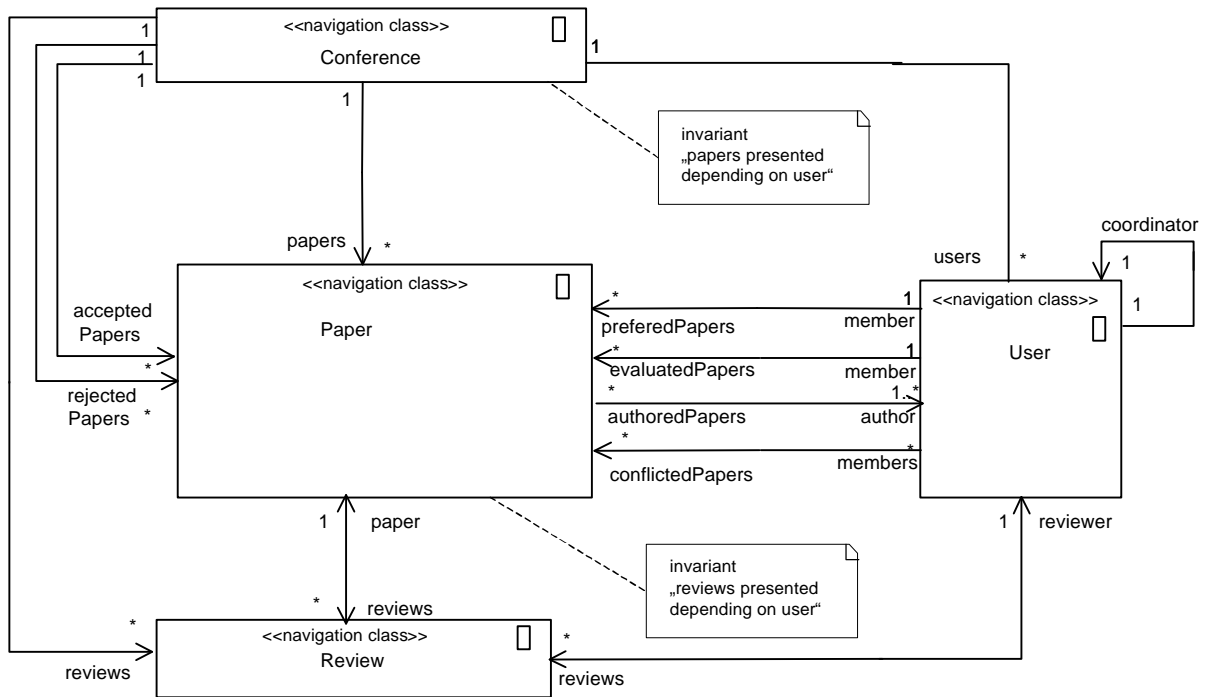 1
<<navigation class>>
Conference
1
1
1
1
1
invariant
„papers presented
depending on user“
papers
*
coordinator
users
*
1
<<navigation class>>
Paper
<<navigation class>>
User
1
accepted
Papers
*
rejected
Papers
*
*
1
preferedPapers
member
*
1
evaluatedPapers
member
*
1..*
authoredPapers
author
*
*
conflictedPapers
members
1
paper
1
reviewer
invariant
„reviews presented
depending on user“
*
reviews
*
reviews
<<navigation class>>
Review
*
reviews